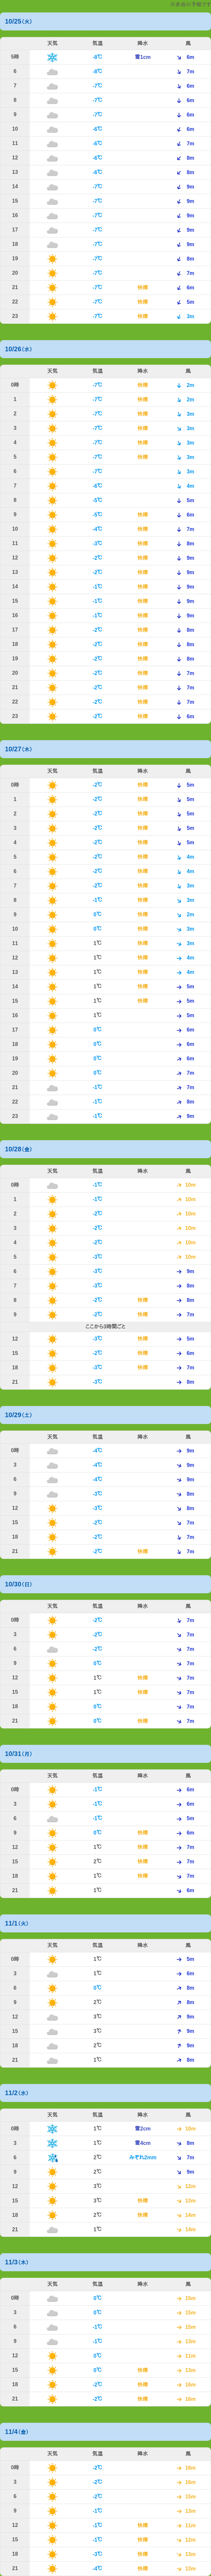 10/25(火)
天気 気温 降水 風
5時 -8℃ 雪1cm 6m
6 -8℃ 7m
7 -7℃ 6m
8 -7℃ 6m
9 -7℃ 6m
10 -6℃ 6m
11 -6℃ 7m
12 -6℃ 8m
13 -6℃ 8m
14 -7℃ 9m
15 -7℃ 9m
16 -7℃ 9m
17 -7℃ 9m
18 -7℃ 9m
19 -7℃ 8m
20 -7℃ 7m
21 -7℃ 快晴 6m
22 -7℃ 快晴 5m
23 -7℃ 快晴 3m
10/26(水)
天気 気温 降水 風
0時 -7℃ 快晴 2m
1 -7℃ 快晴 2m
2 -7℃ 快晴 3m
3 -7℃ 快晴 3m
4 -7℃ 快晴 3m
5 -7℃ 快晴 3m
6 -7℃ 3m
7 -6℃ 4m
8 -5℃ 5m
9 -5℃ 快晴 6m
10 -4℃ 快晴 7m
11 -3℃ 快晴 8m
12 -2℃ 快晴 9m
13 -2℃ 快晴 9m
14 -1℃ 快晴 9m
15 -1℃ 快晴 9m
16 -1℃ 快晴 9m
17 -2℃ 快晴 8m
18 -2℃ 快晴 8m
19 -2℃ 快晴 8m
20 -2℃ 快晴 7m
21 -2℃ 快晴 7m
22 -2℃ 快晴 7m
23 -2℃ 快晴 6m
10/27(木)
天気 気温 降水 風
0時 -2℃ 快晴 5m
1 -2℃ 快晴 5m
2 -2℃ 快晴 5m
3 -2℃ 快晴 5m
4 -2℃ 快晴 5m
5 -2℃ 快晴 4m
6 -2℃ 快晴 4m
7 -2℃ 快晴 3m
8 -1℃ 快晴 3m
9 0℃ 快晴 2m
10 0℃ 快晴 3m
11 1℃ 快晴 3m
12 1℃ 快晴 4m
13 1℃ 快晴 4m
14 1℃ 快晴 5m
15 1℃ 快晴 5m
16 1℃ 5m
17 0℃ 6m
18 0℃ 6m
19 0℃ 6m
20 0℃ 7m
21 -1℃ 7m
22 -1℃ 8m
23 -1℃ 9m
10/28(金)
天気 気温 降水 風
0時 -1℃ 10m
1 -1℃ 10m
2 -2℃ 10m
3 -2℃ 10m
4 -2℃ 10m
5 -3℃ 10m
6 -3℃ 9m
7 -3℃ 8m
8 -2℃ 快晴 8m
9 -2℃ 快晴 7m
ここから3時間ごと
12 -3℃ 快晴 5m
15 -2℃ 快晴 6m
18 -3℃ 快晴 7m
21 -3℃ 8m
10/29(土)
天気 気温 降水 風
0時 -4℃ 9m
3 -4℃ 9m
6 -4℃ 9m
9 -3℃ 8m
12 -3℃ 8m
15 -2℃ 7m
18 -2℃ 7m
21 -2℃ 快晴 7m
10/30(日)
天気 気温 降水 風
0時 -2℃ 7m
3 -2℃ 7m
6 -2℃ 7m
9 0℃ 7m
12 1℃ 快晴 7m
15 1℃ 快晴 7m
18 0℃ 7m
21 0℃ 快晴 7m
10/31(月)
天気 気温 降水 風
0時 -1℃ 6m
3 -1℃ 6m
6 -1℃ 5m
9 0℃ 快晴 6m
12 1℃ 快晴 7m
15 2℃ 快晴 7m
18 1℃ 快晴 7m
21 1℃ 6m
11/1(火)
天気 気温 降水 風
0時 1℃ 5m
3 1℃ 6m
6 0℃ 8m
9 2℃ 8m
12 3℃ 9m
15 3℃ 9m
18 2℃ 9m
21 1℃ 8m
11/2(水)
天気 気温 降水 風
0時 1℃ 雪2cm 10m
3 1℃ 雪4cm 8m
6 2℃ みぞれ2mm 7m
9 2℃ 9m
12 3℃ 12m
15 3℃ 快晴 13m
18 2℃ 快晴 14m
21 1℃ 14m
11/3(木)
天気 気温 降水 風
0時 0℃ 15m
3 0℃ 15m
6 -1℃ 15m
9 -1℃ 13m
12 0℃ 11m
15 0℃ 快晴 13m
18 -2℃ 快晴 16m
21 -2℃ 快晴 16m
11/4(金)
天気 気温 降水 風
0時 -2℃ 16m
3 -2℃ 16m
6 -2℃ 15m
9 -1℃ 13m
12 -1℃ 快晴 11m
15 -1℃ 快晴 12m
18 -3℃ 快晴 13m
21 -4℃ 快晴 13m